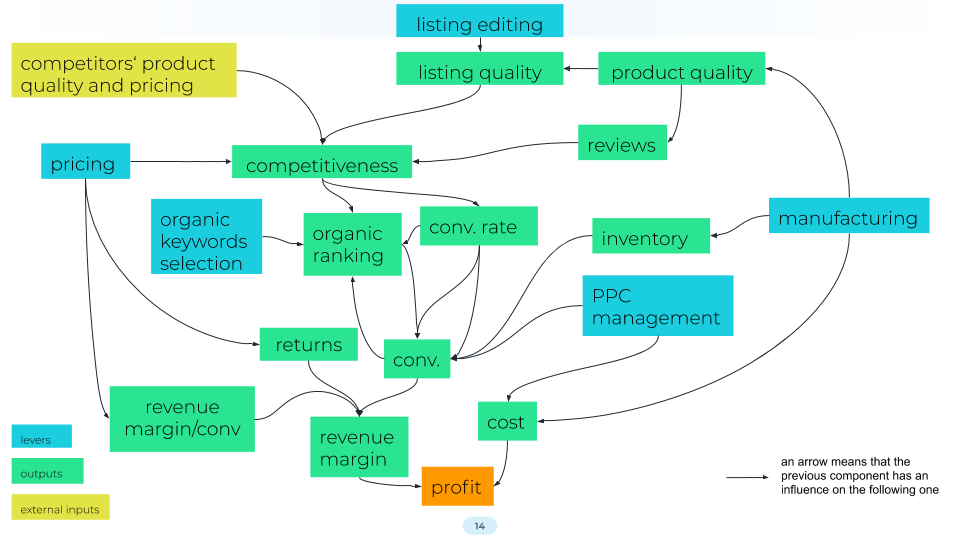 listing editing
competitors‘ product
quality and pricing
listing quality
product quality
reviews
pricing
competitiveness
organic
keywords
selection
organic
ranking
conv. rate
inventory
manufacturing
PPC
management
returns
conv.
revenue
margin/conv
revenue
margin
cost
profit
levers
outputs
external inputs
an arrow means that the
previous component has an
influence on the following one
14